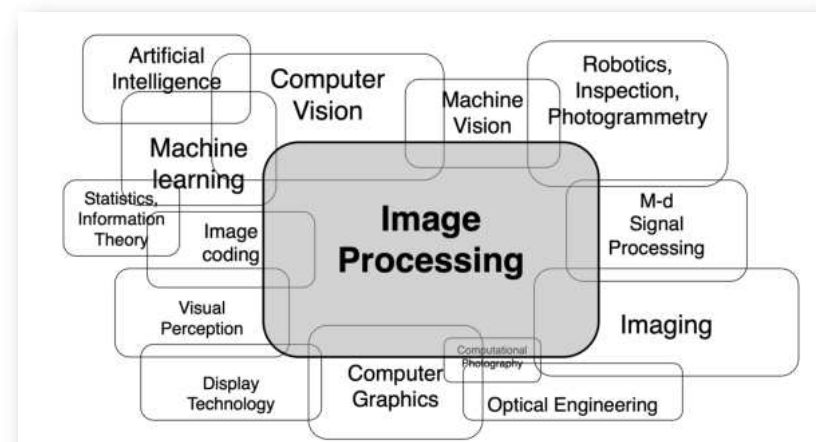 Artificial
Intelligence
Computer
Vision
Machine
Vision
Robotics,
Inspection,
Photogrammetry
Machine
learning
Statistics,
Information
Theory
Image
coding
Image
Processing
M-d
Signal
Processing
Visual
Perception
Imaging
Display
Technology
Computer
Graphics
Computational
Photography
Optical Engineering